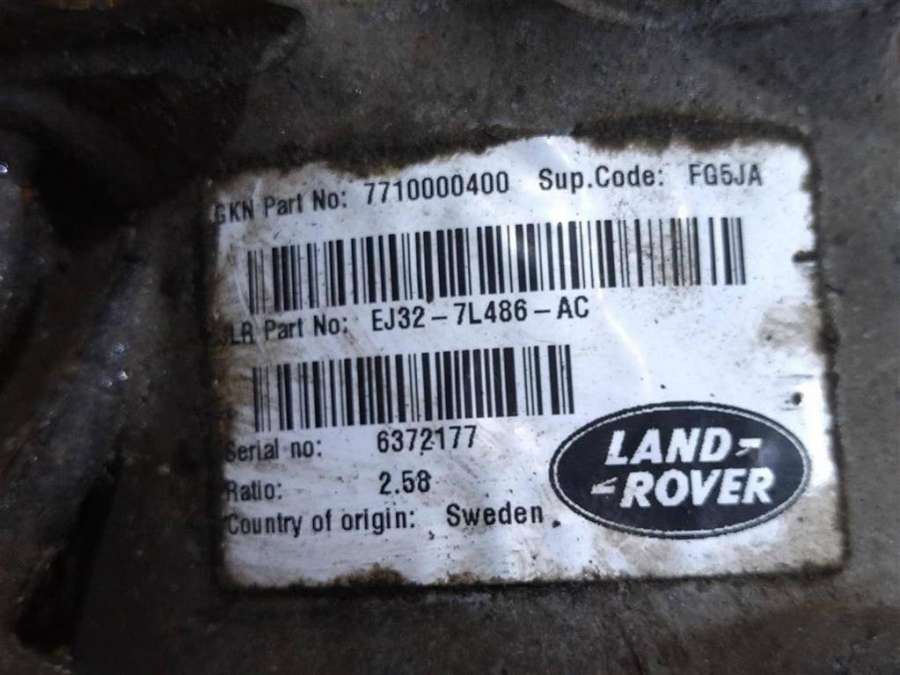 GKN Part No: 7710000400 Sup.Code: FG5JA
JLR Part No: EJ32-7L486-AC
Serial no: 6372177
Ratio: 2.58
Country of origin: Sweden
LAND-
-ROVER